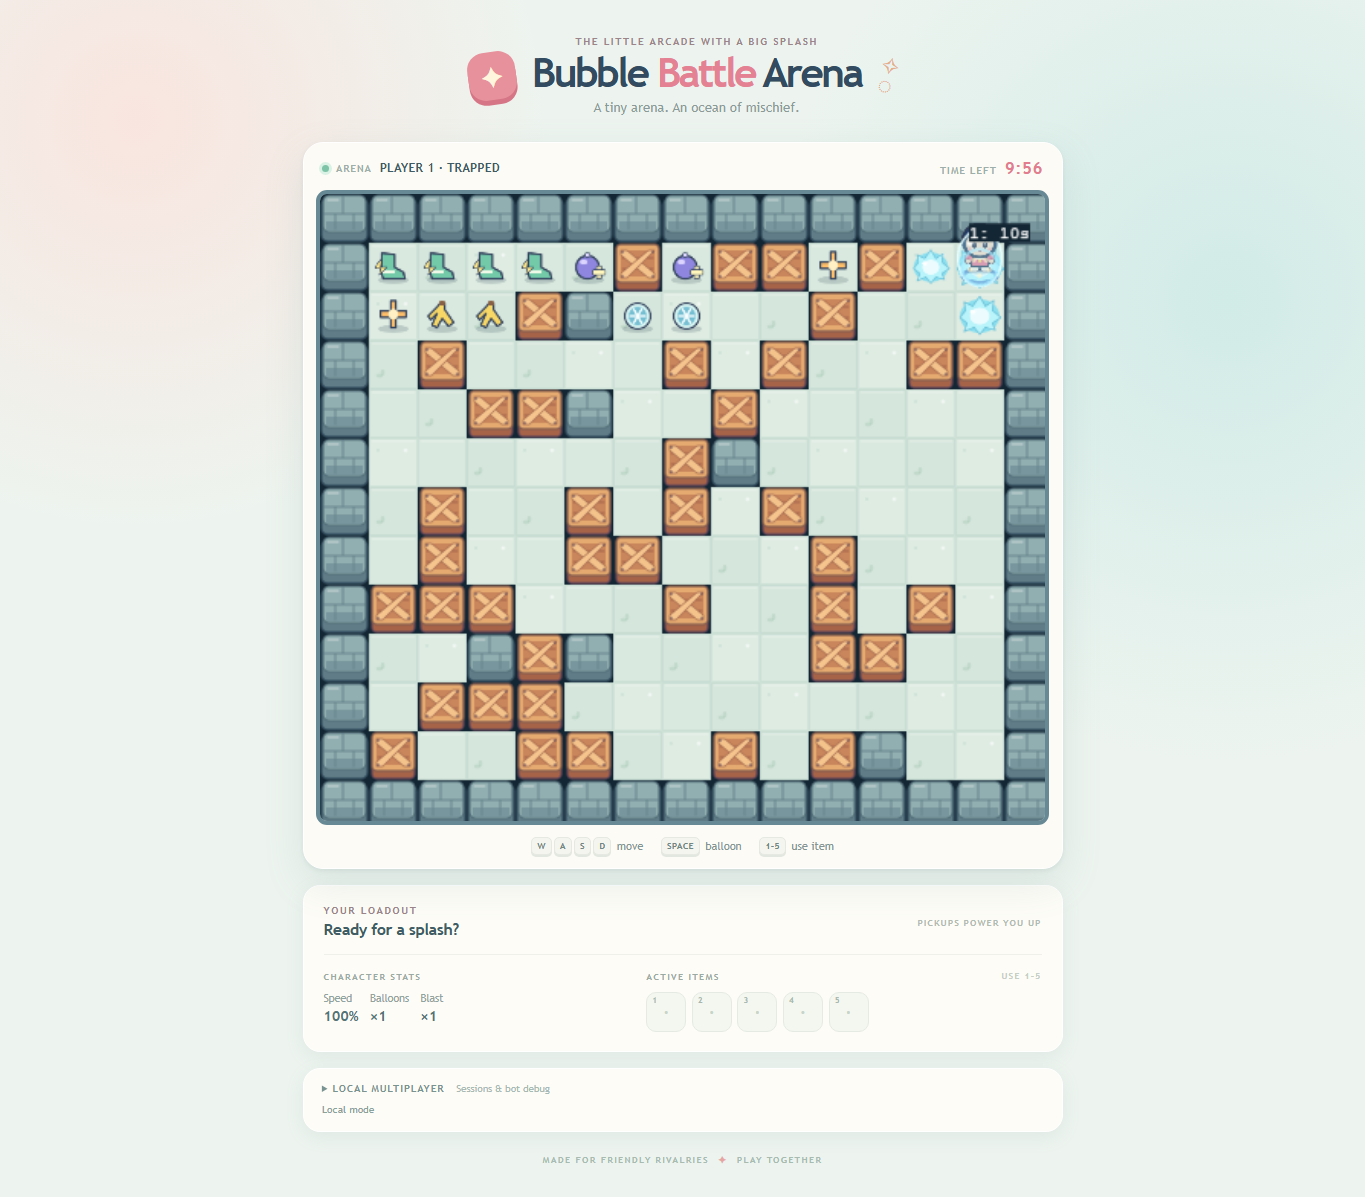 THE LITTLE ARCADE WITH A BIG SPLASH
Bubble Battle Arena
A tiny arena. An ocean of mischief.
ARENA PLAYER 1 · TRAPPED
TIME LEFT 9:56
1: 10s
W A S D move SPACE balloon 1-5 use item
YOUR LOADOUT
Ready for a splash?
PICKUPS POWER YOU UP
CHARACTER STATS
Speed Balloons Blast
100% ×1 ×1
ACTIVE ITEMS
USE 1-5
1 2 3 4 5
LOCAL MULTIPLAYER Sessions & bot debug
Local mode
MADE FOR FRIENDLY RIVALRIES ✦ PLAY TOGETHER